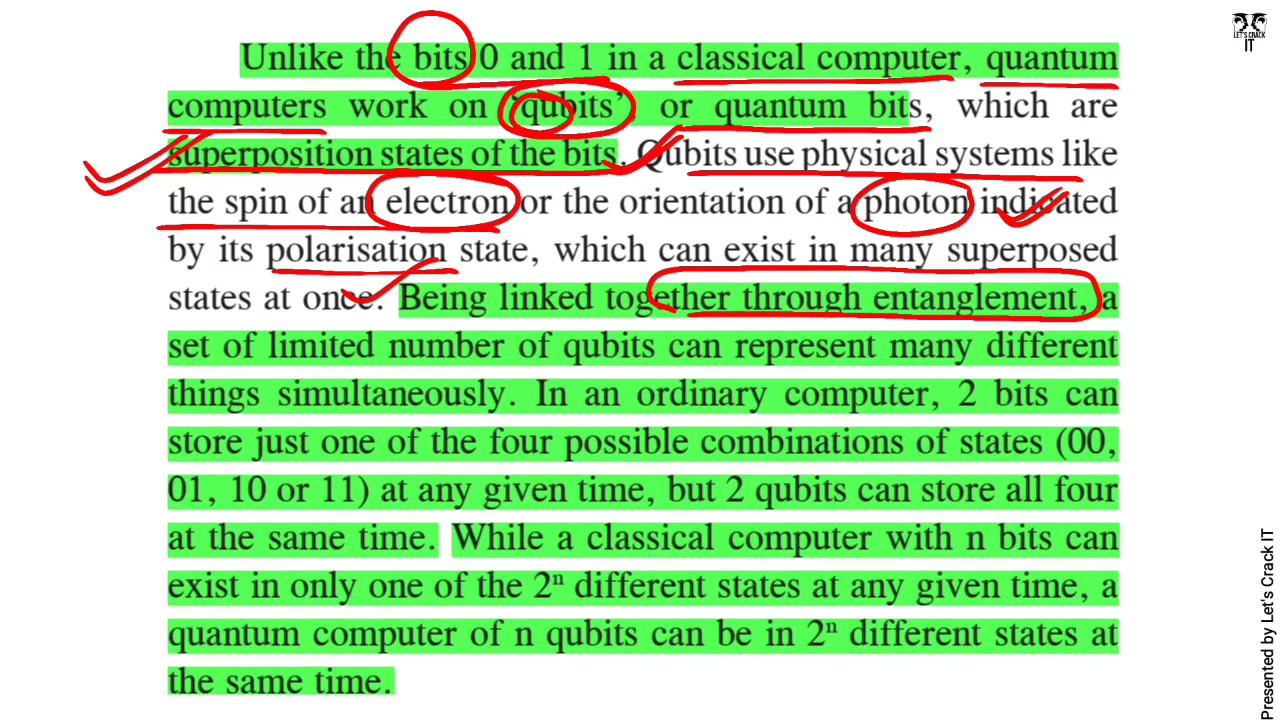 LET'S CRACK
IT
Unlike the bits 0 and 1 in a classical computer, quantum
computers work on ‘qubits’, or quantum bits, which are
superposition states of the bits. Qubits use physical systems like
the spin of an electron or the orientation of a photon indicated
by its polarisation state, which can exist in many superposed
states at once. Being linked together through entanglement, a
set of limited number of qubits can represent many different
things simultaneously. In an ordinary computer, 2 bits can
store just one of the four possible combinations of states (00,
01, 10 or 11) at any given time, but 2 qubits can store all four
at the same time. While a classical computer with n bits can
exist in only one of the 2ⁿ different states at any given time, a
quantum computer of n qubits can be in 2ⁿ different states at
the same time.
Presented by Let's Crack IT